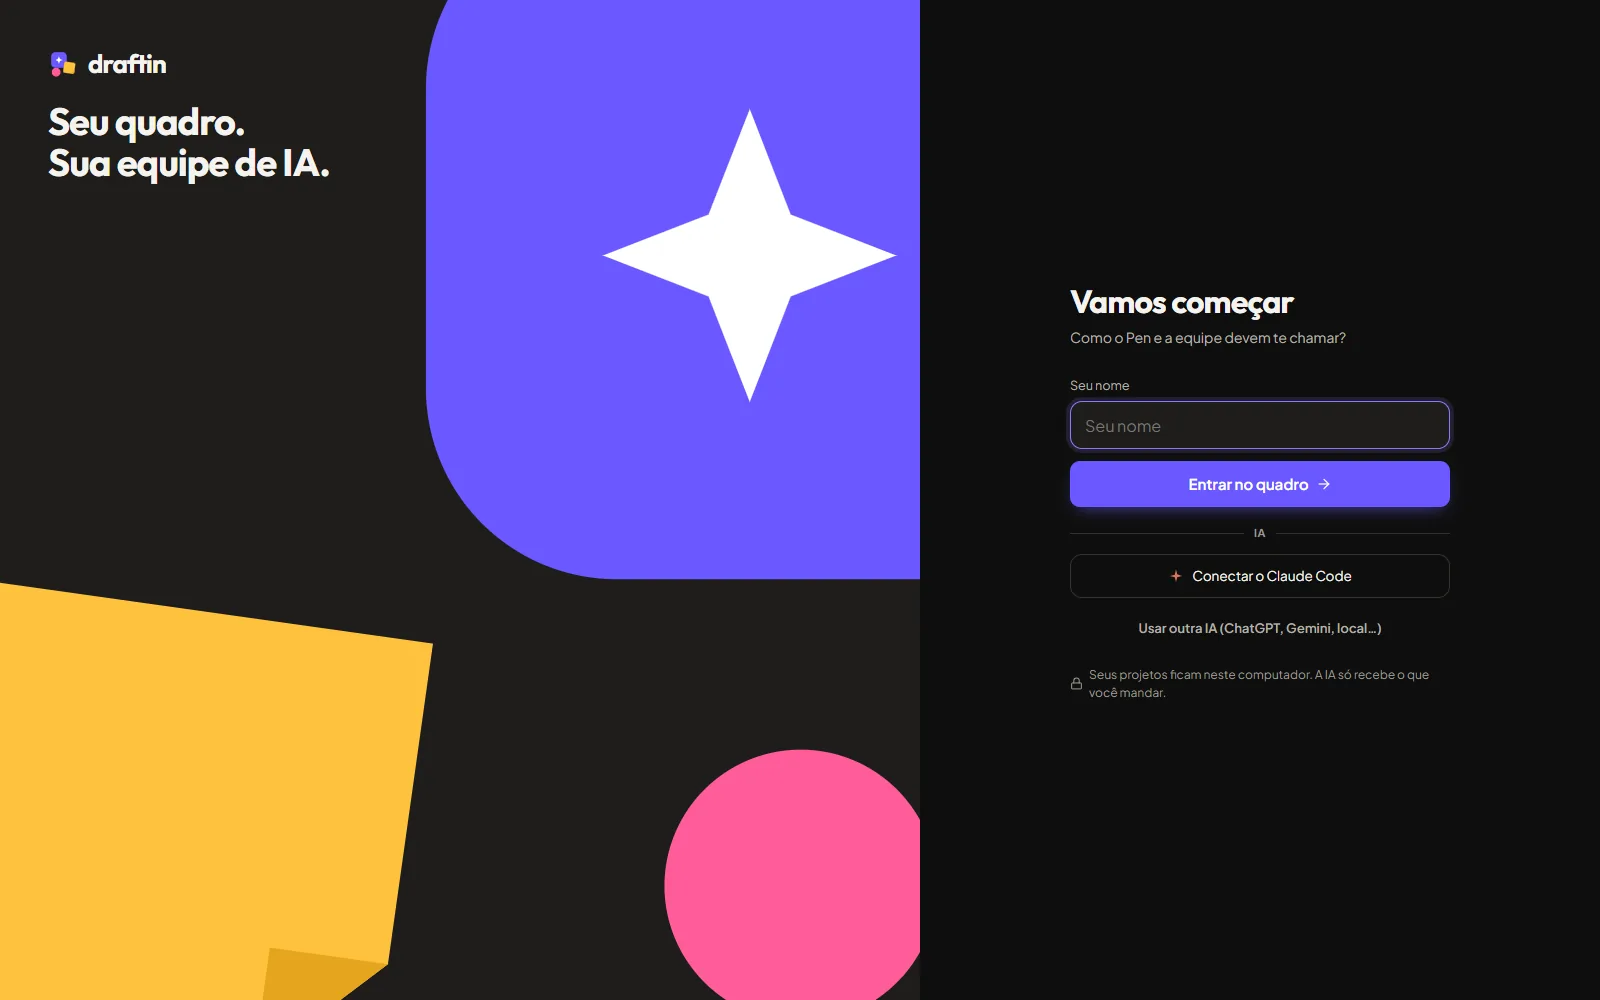 draftin
Seu quadro.
Sua equipe de IA.
Vamos começar
Como o Pen e a equipe devem te chamar?
Seu nome
Seu nome
Entrar no quadro →
IA
Conectar o Claude Code
Usar outra IA (ChatGPT, Gemini, local...)
Seus projetos ficam neste computador. A IA só recebe o que
você mandar.